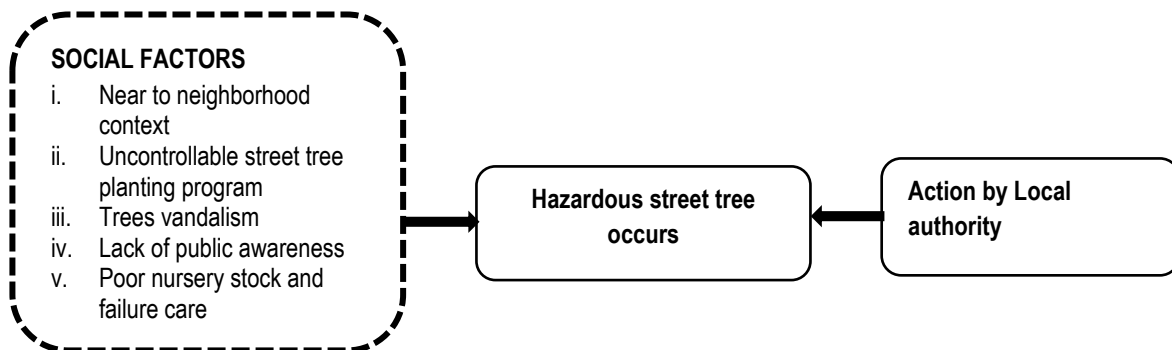 SOCIAL FACTORS
i. Near to neighborhood
context
ii. Uncontrollable street tree
planting program
iii. Trees vandalism
iv. Lack of public awareness
v. Poor nursery stock and
failure care
Hazardous street tree
occurs
Action by Local
authority